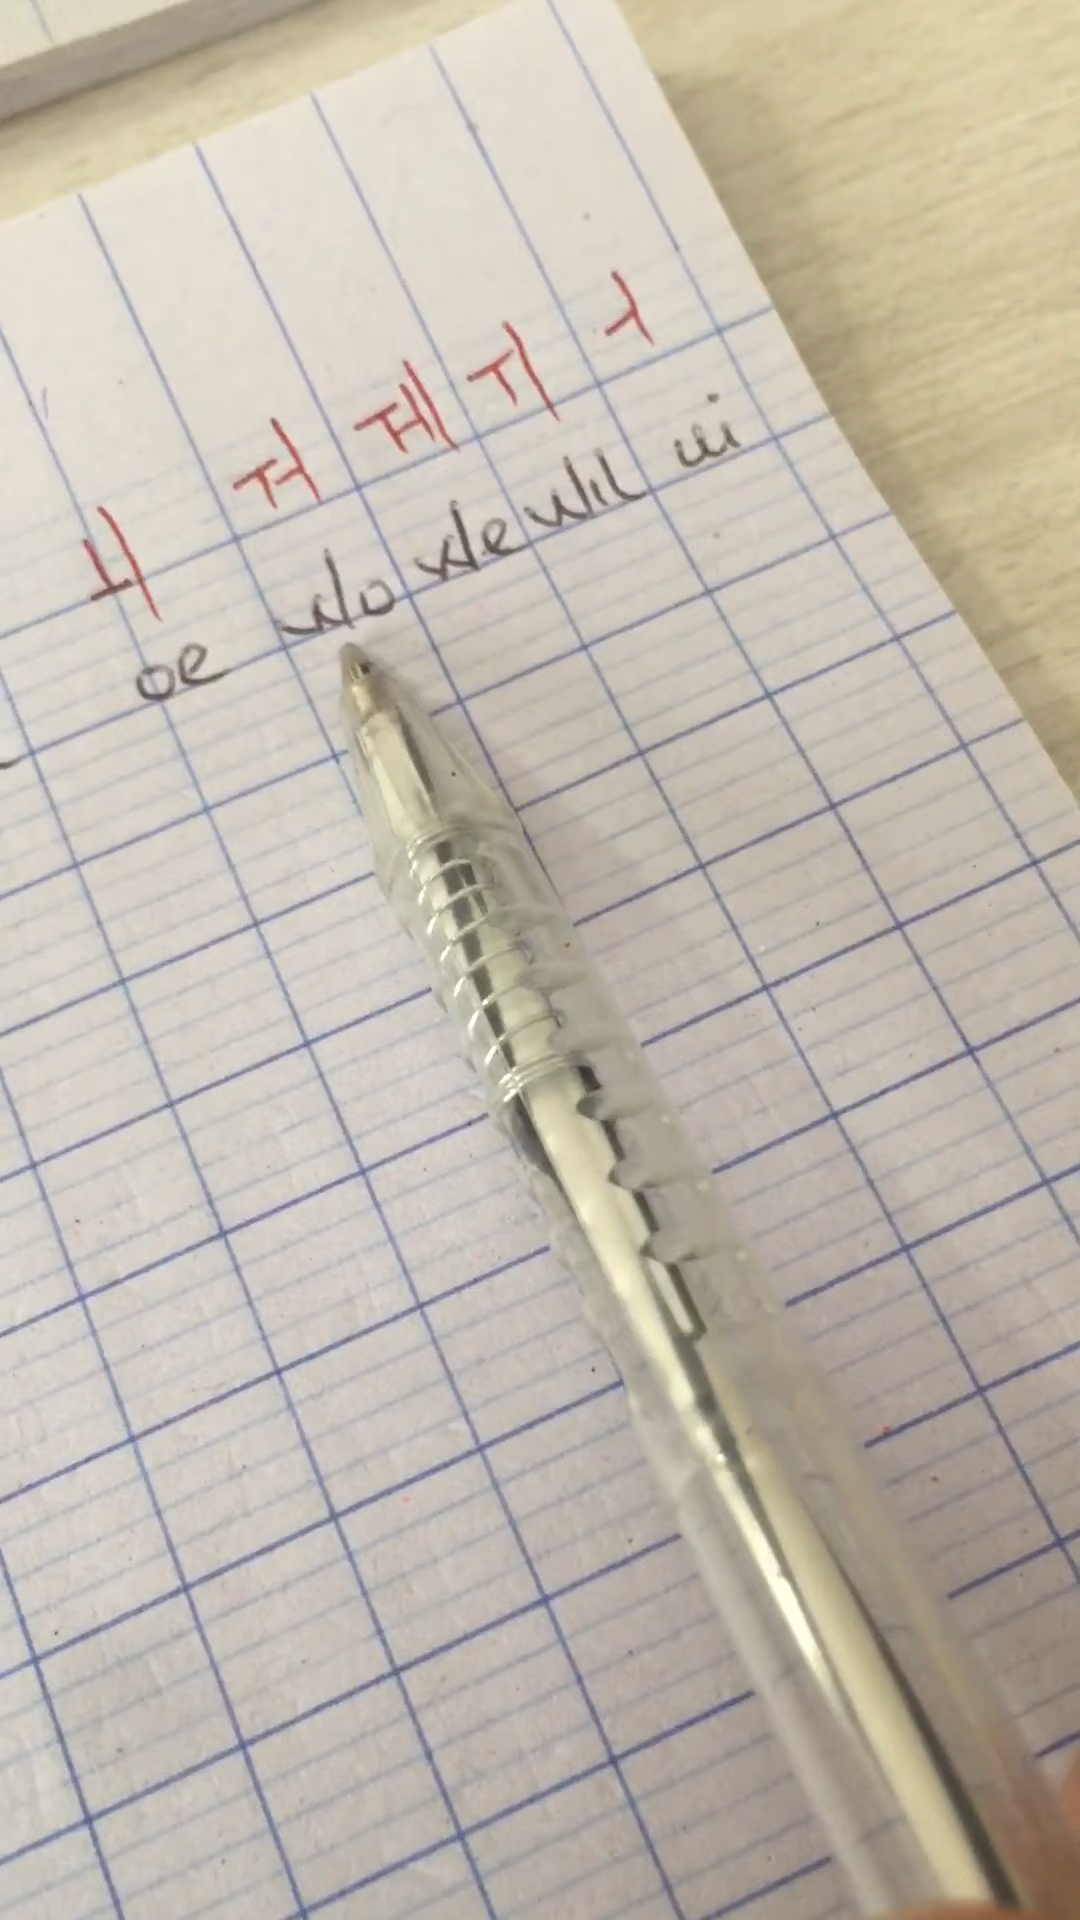 ㅚ ㅝ ㅞ ㅟ ㅢ
oe wo we wi ui